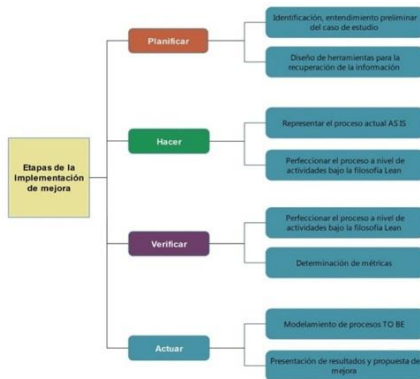 Planificar
Identificación, entendimiento preliminar
del caso de estudio
Diseño de herramientas para la
recuperación de la información
Etapas de la
Implementación
de mejora
Hacer
Representar el proceso actual AS IS
Perfeccionar el proceso a nivel de
actividades bajo la filosofía Lean
Verificar
Perfeccionar el proceso a nivel de
actividades bajo la filosofía Lean
Determinación de métricas
Actuar
Modelamiento de procesos TO BE
Presentación de resultados y propuesta de
mejora